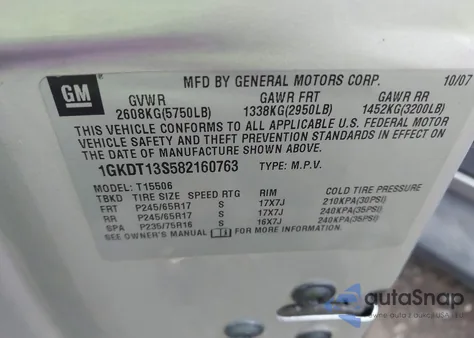 GM
MFD BY GENERAL MOTORS CORP. 10/07
GVWR GAWR FRT GAWR RR
2608KG(5750LB) 1338KG(2950LB) 1452KG(3200LB)
THIS VEHICLE CONFORMS TO ALL APPLICABLE U.S. FEDERAL MOTOR
VEHICLE SAFETY AND THEFT PREVENTION STANDARDS IN EFFECT ON
THE DATE OF MANUFACTURE SHOWN ABOVE.
1GKDT13S582160763 TYPE: M.P.V.
MODEL: T15506
TBKD TIRE SIZE SPEED RTG RIM COLD TIRE PRESSURE
FRT P245/65R17 S 17X7J 210KPA(30PSI)
RR P245/65R17 S 17X7J 240KPA(35PSI)
SPA P235/75R16 S 16X7J 240KPA(35PSI)
SEE OWNER'S MANUAL FOR MORE INFORMATION.
autaSnap